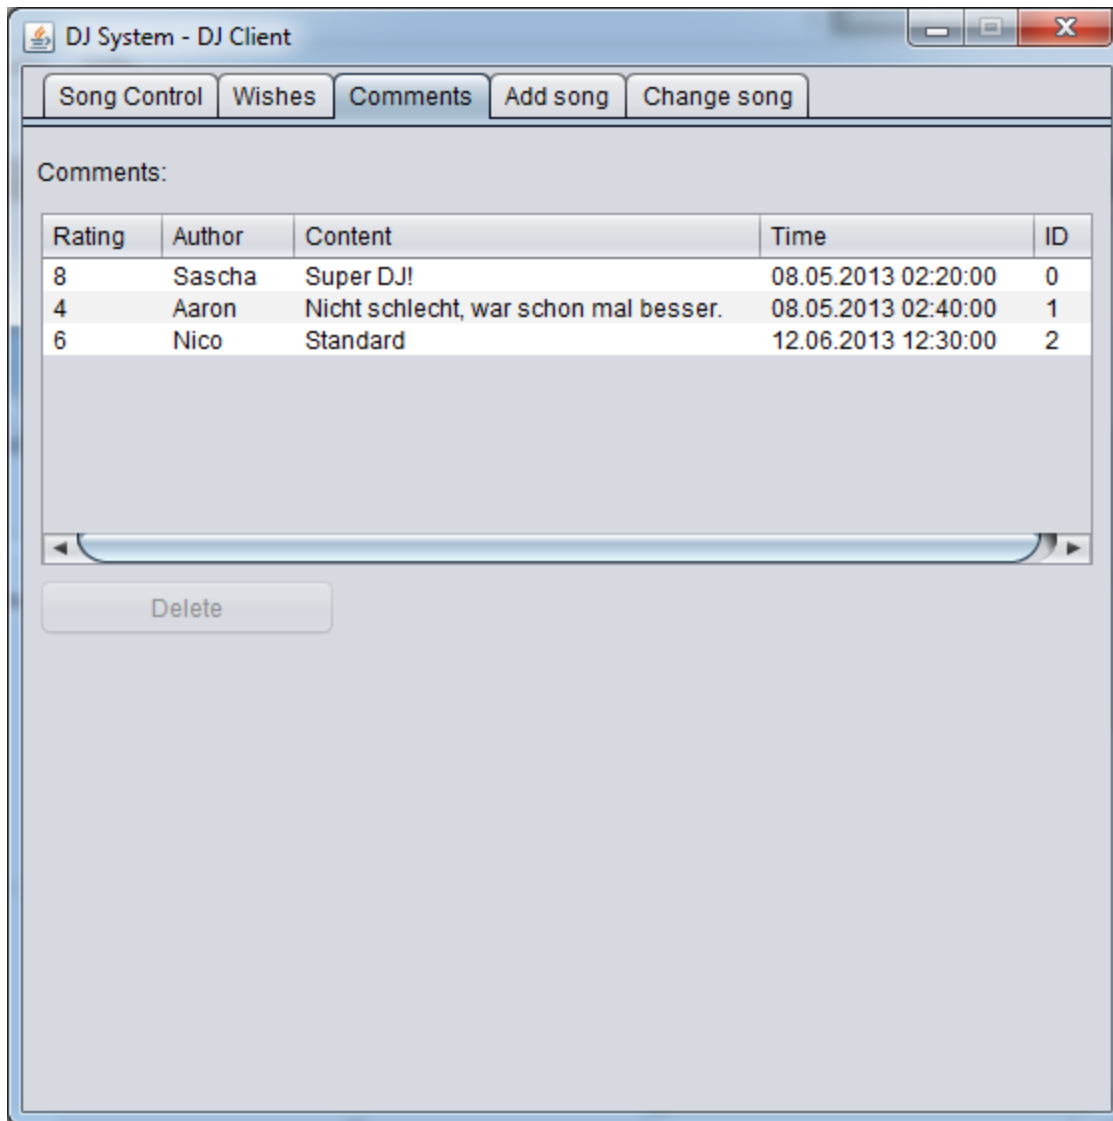 DJ System - DJ Client
Song Control Wishes Comments Add song Change song
Comments:
Rating Author Content Time ID
8 Sascha Super DJ! 08.05.2013 02:20:00 0
4 Aaron Nicht schlecht, war schon mal besser. 08.05.2013 02:40:00 1
6 Nico Standard 12.06.2013 12:30:00 2
Delete